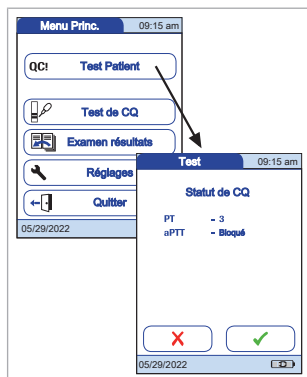 Menu Princ. 09:15 am
QC! Test Patient
Test de CQ
Examen résultats
Réglages
Quitter
05/29/2022
Test 09:15 am
Statut de CQ
PT - 3
aPTT - Bloqué
05/29/2022